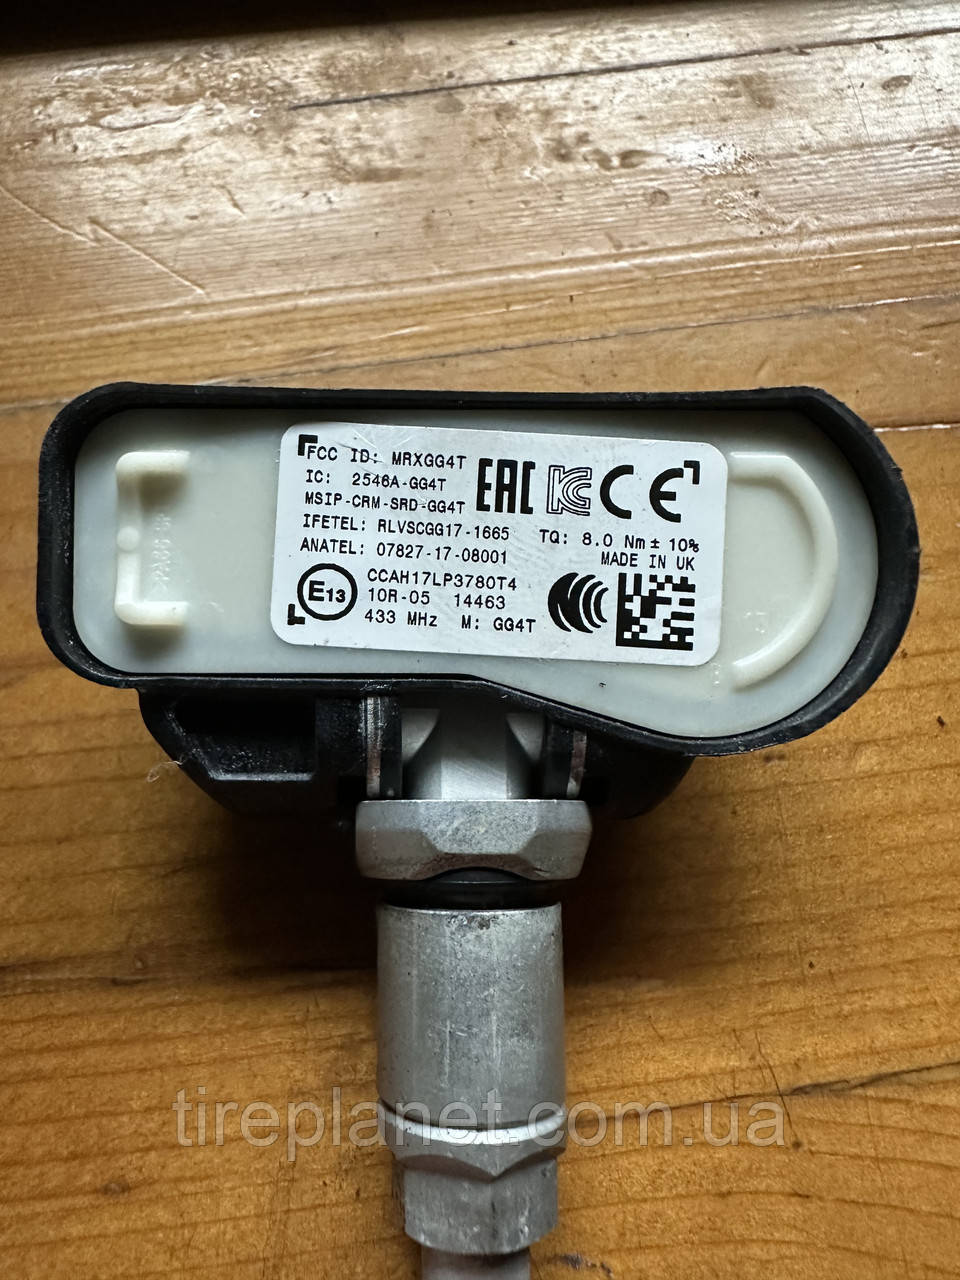 FCC ID: MRXGG4T
IC: 2546A-GG4T
MSIP-CRM-SRD-GG4T
IFETEL: RLVSCGG17-1665
ANATEL: 07827-17-08001
EAC KC CE
TQ: 8.0 Nm ± 10%
MADE IN UK
E13
CCAH17LP3780T4
10R-05 14463
433 MHz M: GG4T
tireplanet.com.ua